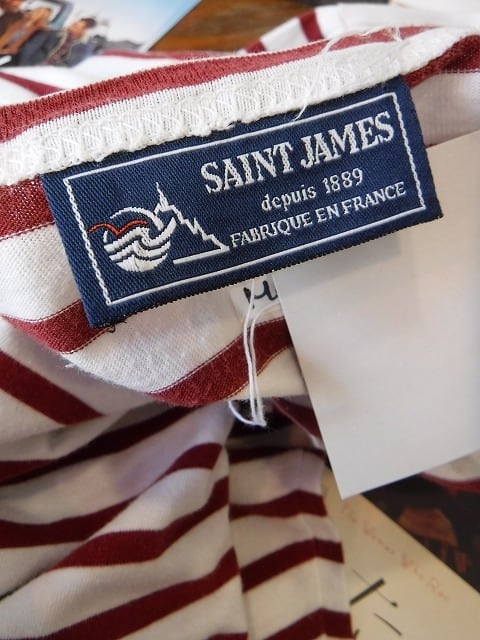 SAINT JAMES
depuis 1889
FABRIQUE EN FRANCE